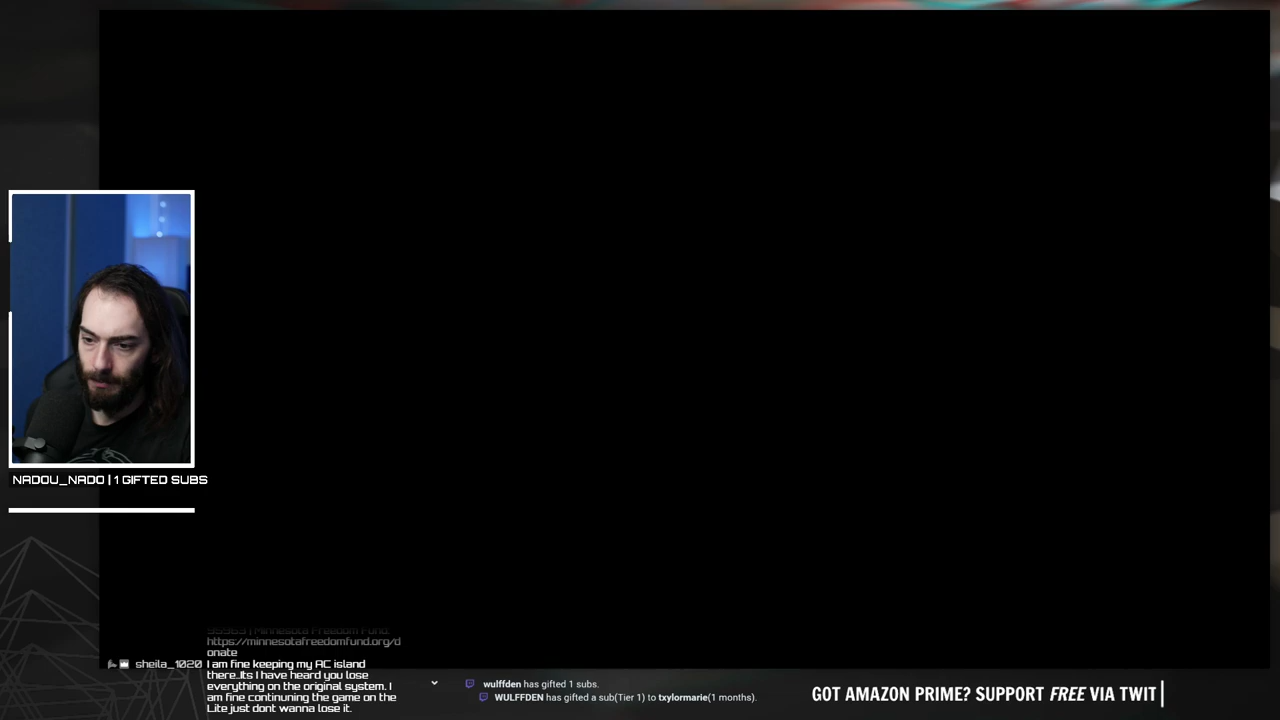 NADOU_NADO | 1 GIFTED SUBS
Minnesota Freedom Fund:
https://minnesotafreedomfund.org/d
onate
sheila_1020 I am fine keeping my AC island
there..Its I have heard you lose
everything on the original system. I
am fine continuning the game on the
Lite just dont wanna lose it.
wulffden has gifted 1 subs.
WULFFDEN has gifted a sub(Tier 1) to txylormarie(1 months).
GOT AMAZON PRIME? SUPPORT FREE VIA TWIT